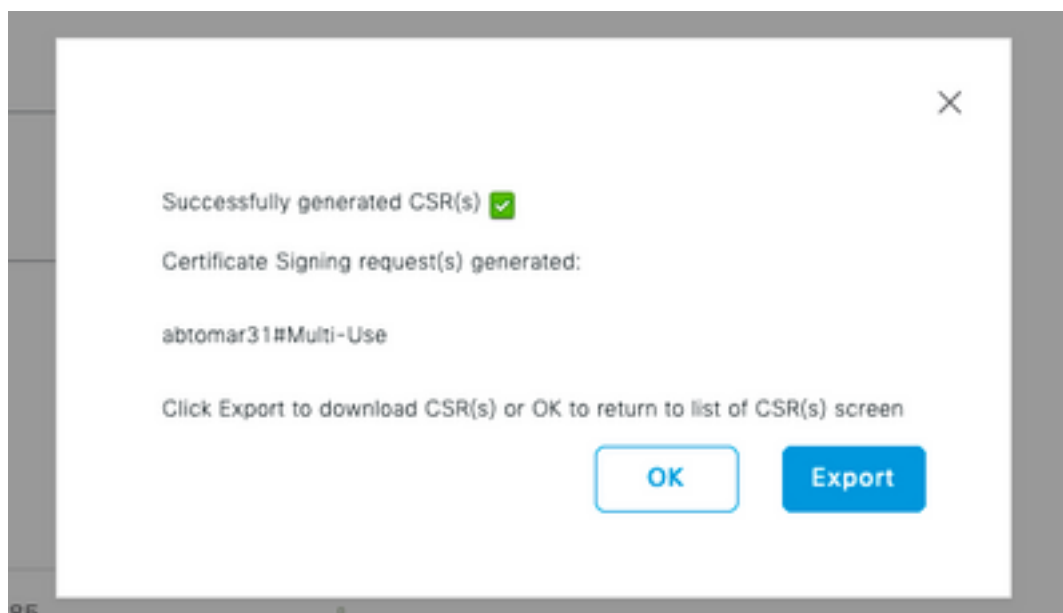 Successfully generated CSR(s)
Certificate Signing request(s) generated:
abtomar31#Multi-Use
Click Export to download CSR(s) or OK to return to list of CSR(s) screen
OK
Export